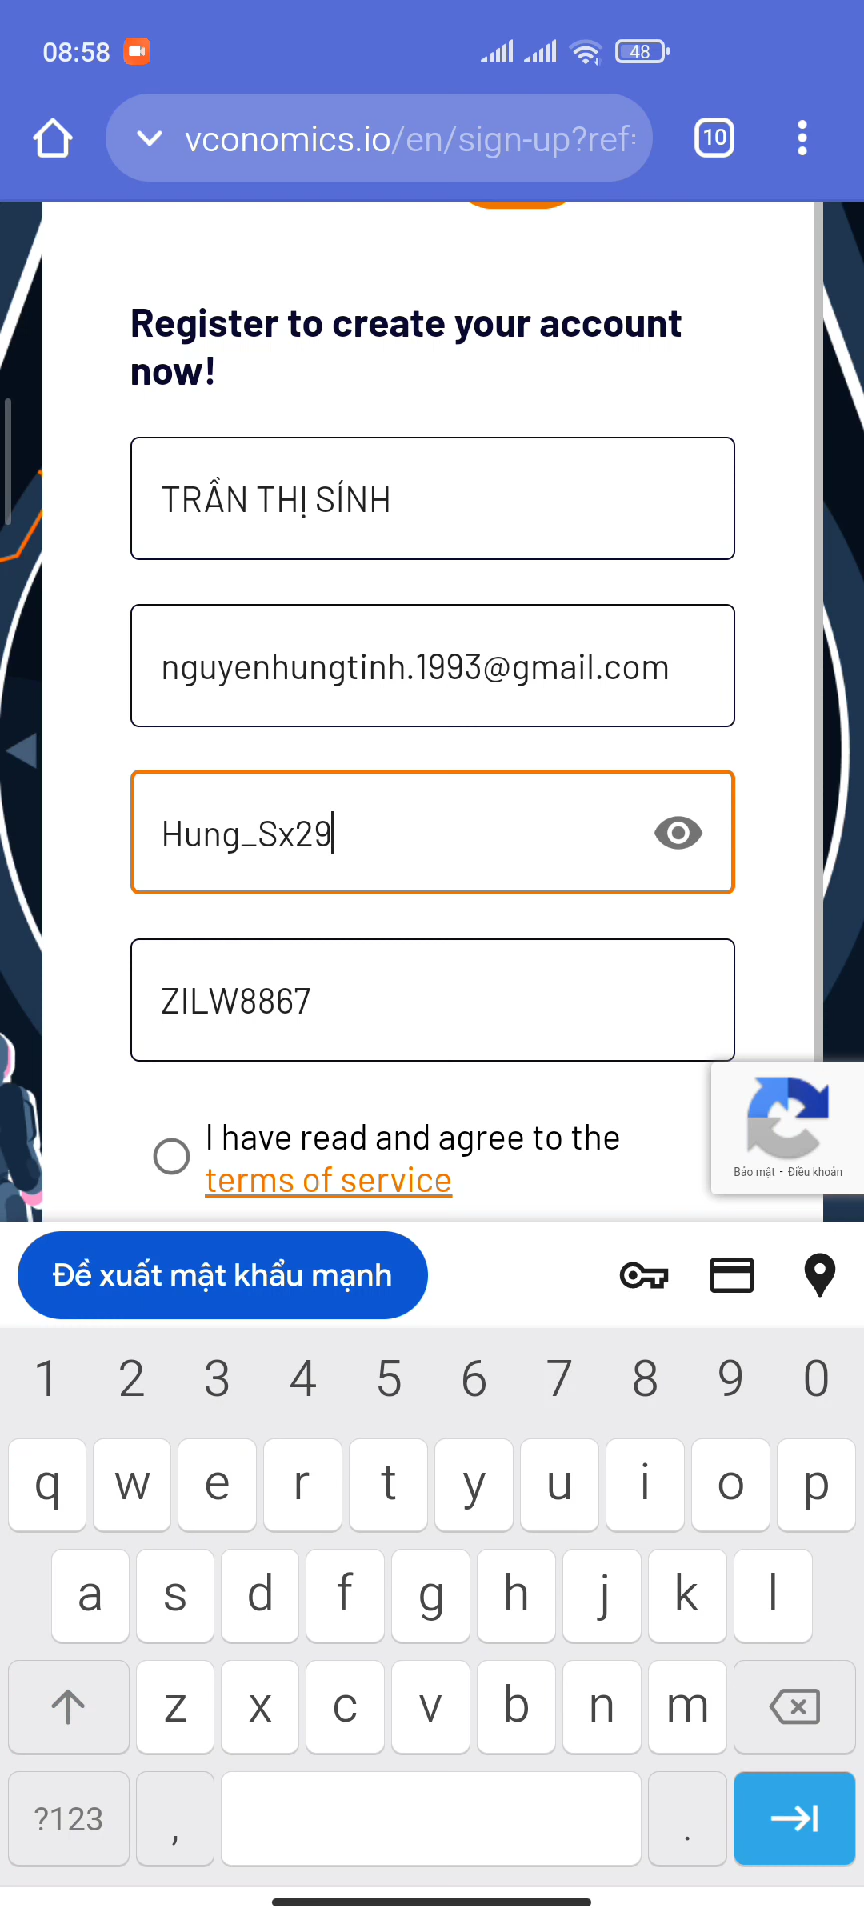 08:58
48
vconomics.io/en/sign-up?ref=
10
Register to create your account
now!
TRẦN THỊ SÍNH
nguyenhungtinh.1993@gmail.com
Hung_Sx29
ZILW8867
I have read and agree to the
terms of service
Bảo mật - Điều khoản
Đề xuất mật khẩu mạnh
1 2 3 4 5 6 7 8 9 0
q w e r t y u i o p
a s d f g h j k l
z x c v b n m
?123 , .